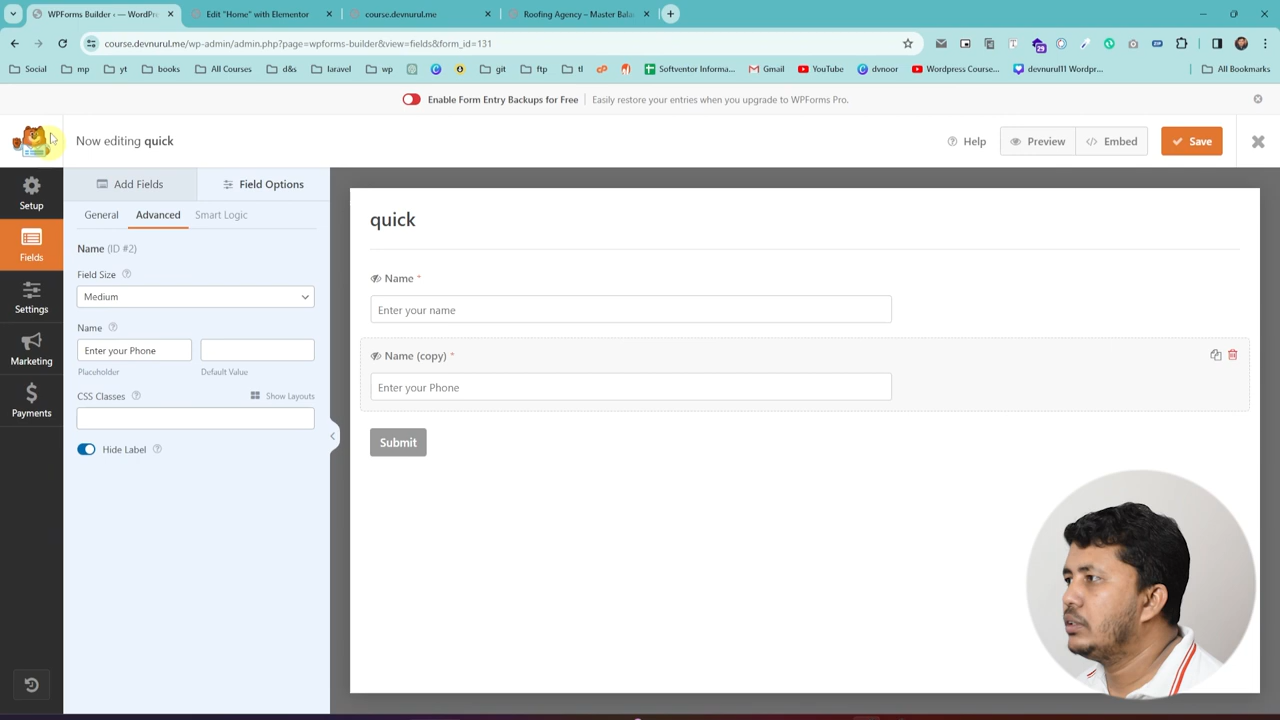 WPForms Builder ‹ — WordPr
Edit "Home" with Elementor
course.devnurul.me
Roofing Agency – Master Bala
course.devnurul.me/wp-admin/admin.php?page=wpforms-builder&view=fields&form_id=131
Social
mp
yt
books
All Courses
d&s
laravel
wp
git
ftp
tl
Softventor Informa...
Gmail
YouTube
dvnoor
Wordpress Course...
devnurul11 Wordpr...
All Bookmarks
Enable Form Entry Backups for Free
Easily restore your entries when you upgrade to WPForms Pro.
Now editing quick
Help
Preview
Embed
Save
Setup
Fields
Settings
Marketing
Payments
Add Fields
Field Options
General
Advanced
Smart Logic
Name (ID #2)
Field Size
Medium
Name
Enter your Phone
Placeholder
Default Value
CSS Classes
Show Layouts
Hide Label
quick
Name *
Enter your name
Name (copy) *
Enter your Phone
Submit